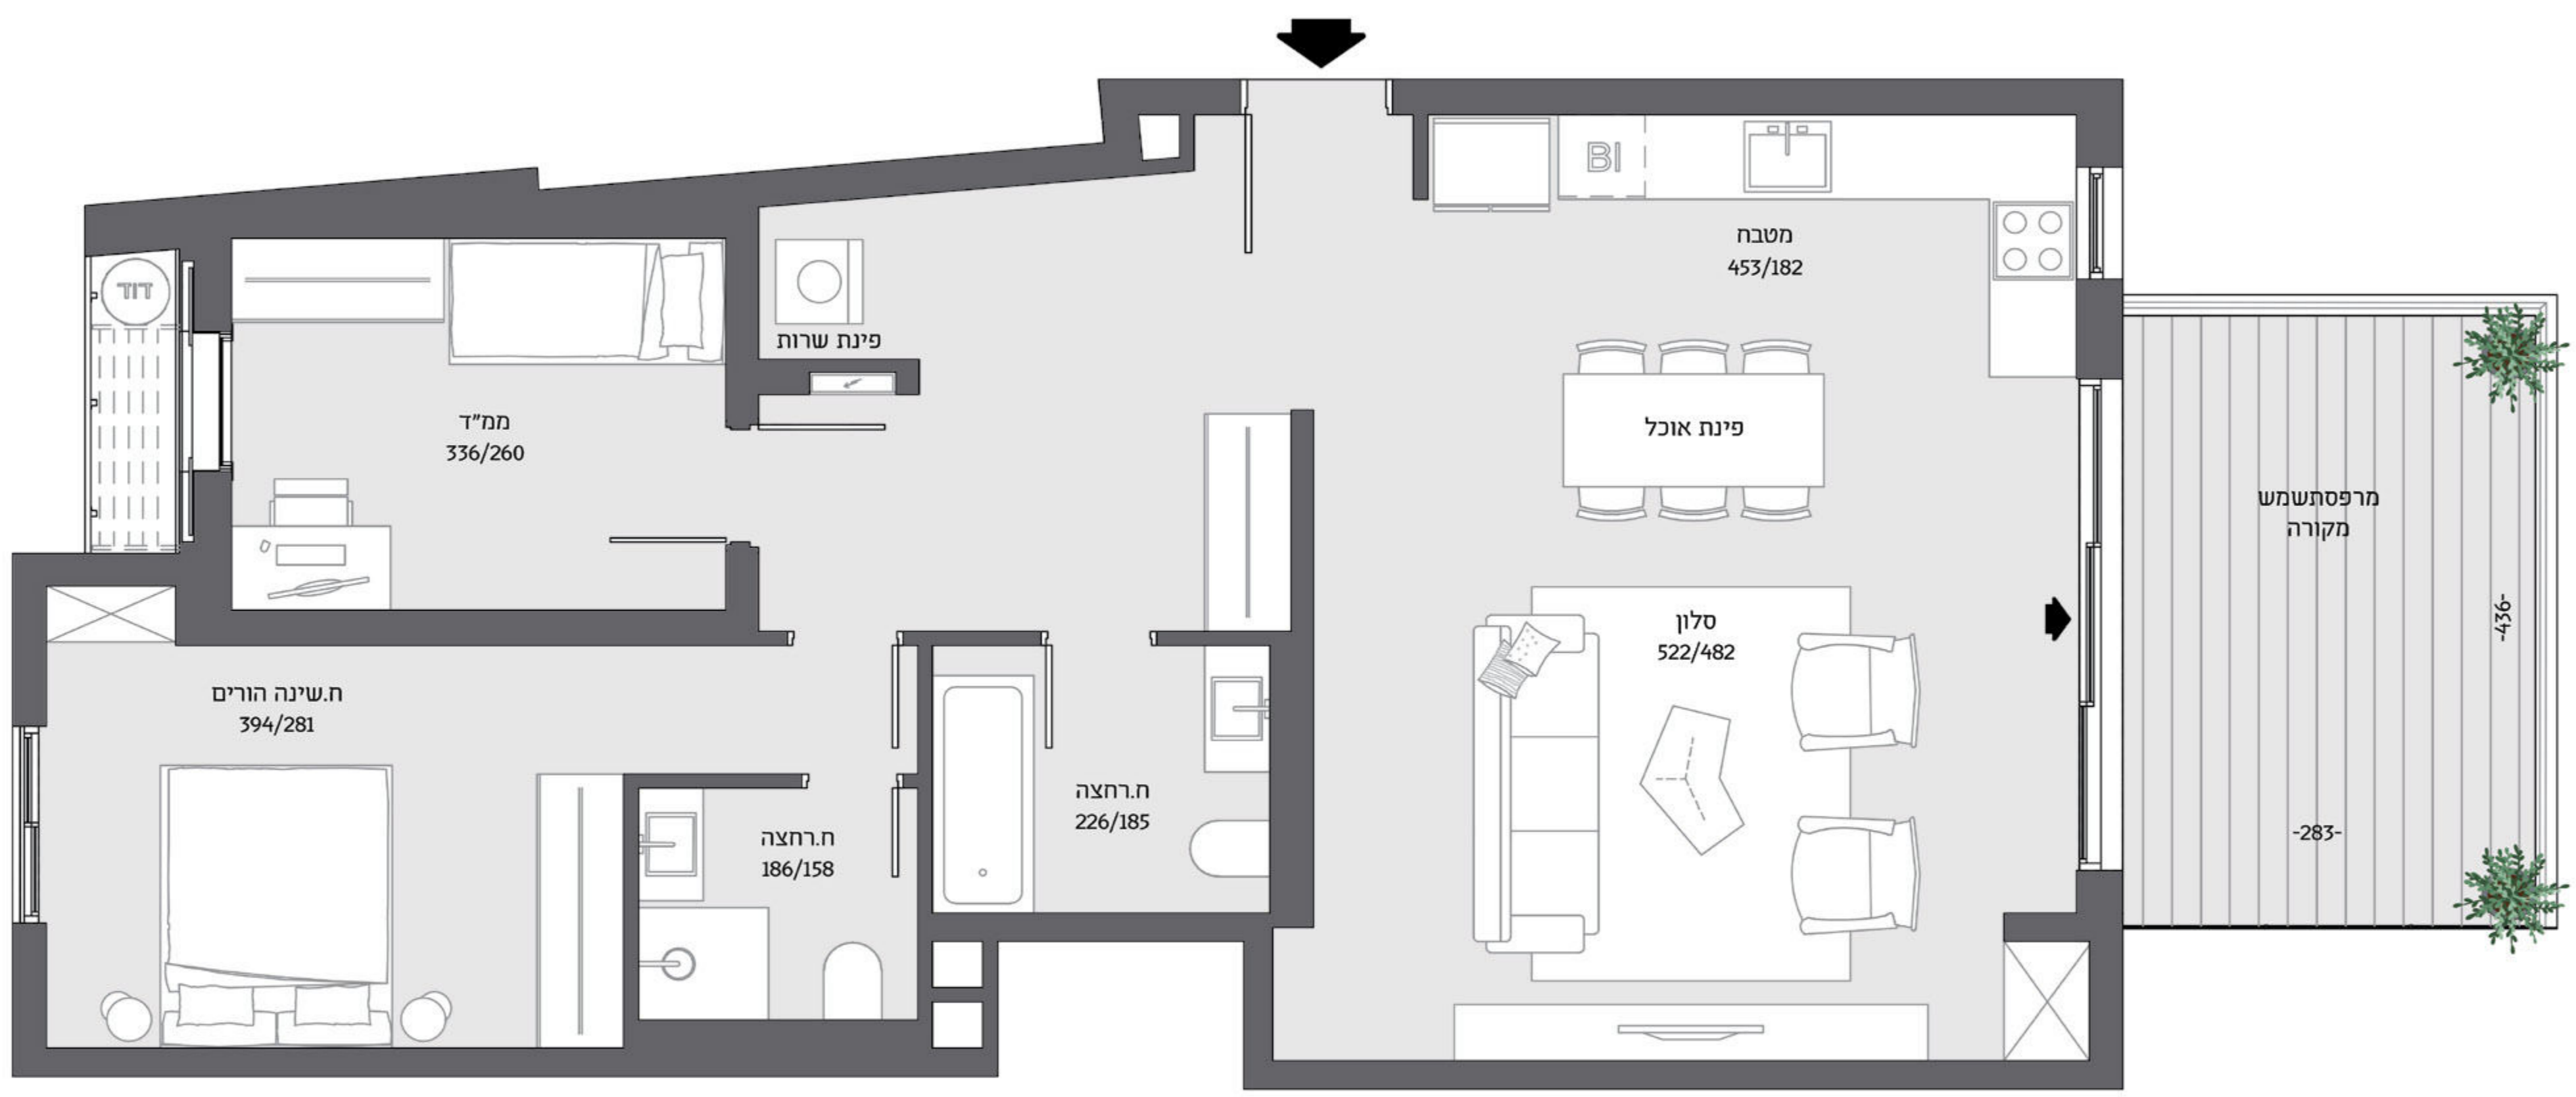 BI
מטבח
453/182
דוד
פינת שרות
ממ"ד
336/260
פינת אוכל
מרפסתשמש
מקורה
-436-
סלון
522/482
ח.שינה הורים
394/281
ח.רחצה
226/185
ח.רחצה
186/158
-283-